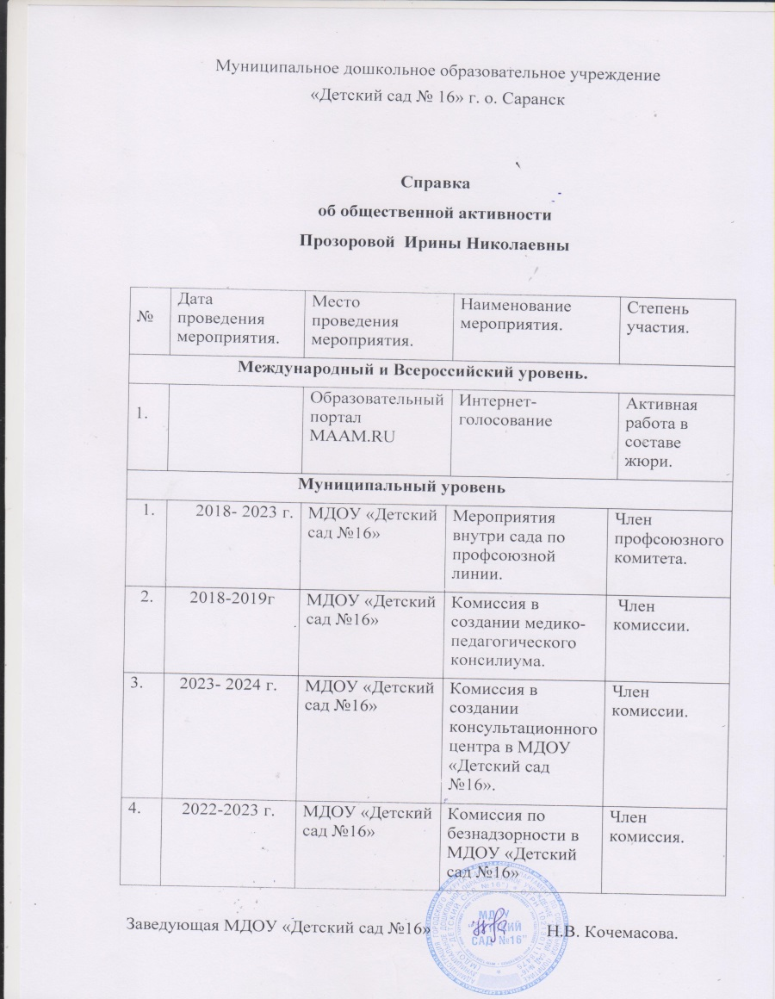 Муниципальное дошкольное образовательное учреждение
«Детский сад № 16» г. о. Саранск
Справка
об общественной активности
Прозоровой Ирины Николаевны
№
Дата
проведения
мероприятия.
Место
проведения
мероприятия.
Наименование
мероприятия.
Степень
участия.
Международный и Всероссийский уровень.
1.
Образовательный
портал
MAAM.RU
Интернет-
голосование
Активная
работа в
составе
жюри.
Муниципальный уровень
1.
2018- 2023 г.
МДОУ «Детский
сад №16»
Мероприятия
внутри сада по
профсоюзной
линии.
Член
профсоюзного
комитета.
2.
2018-2019г
МДОУ «Детский
сад №16»
Комиссия в
создании медико-
педагогического
консилиума.
Член
комиссии.
3.
2023- 2024 г.
МДОУ «Детский
сад №16»
Комиссия в
создании
консультационного
центра в МДОУ
«Детский сад
№16».
Член
комиссии.
4.
2022-2023 г.
МДОУ «Детский
сад №16»
Комиссия по
безнадзорности в
МДОУ «Детский
сад №16»
Член
комиссия.
Заведующая МДОУ «Детский сад №16»
Н.В. Кочемасова.
МДОУ
"ДЕТСКИЙ
САД №16"